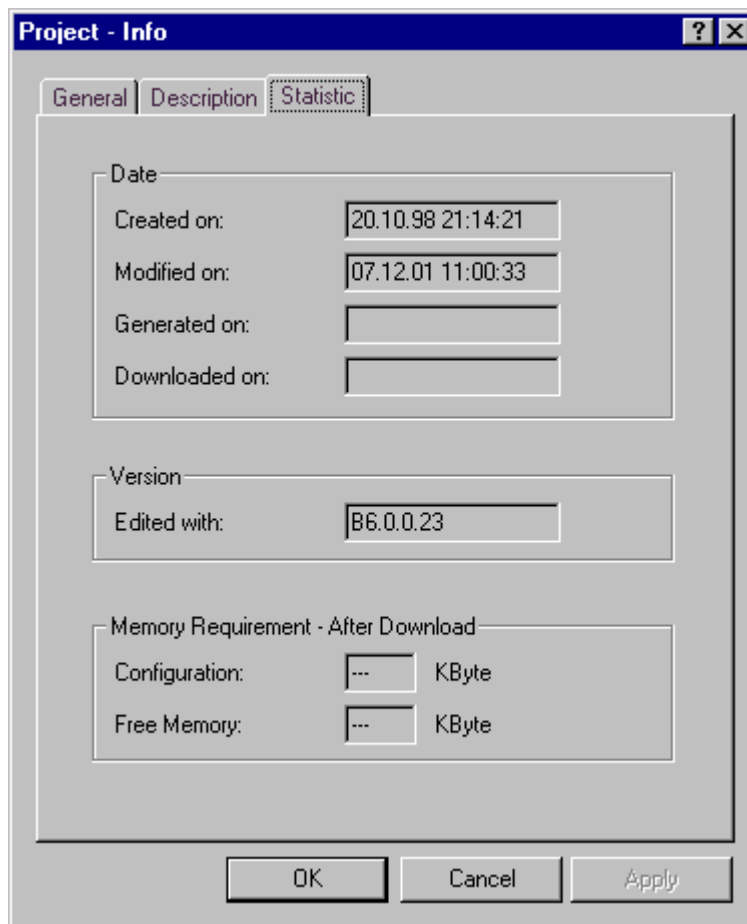 Project - Info
General Description Statistic
Date
Created on: 20.10.98 21:14:21
Modified on: 07.12.01 11:00:33
Generated on:
Downloaded on:
Version
Edited with: B6.0.0.23
Memory Requirement - After Download
Configuration: --- KByte
Free Memory: --- KByte
OK Cancel Apply